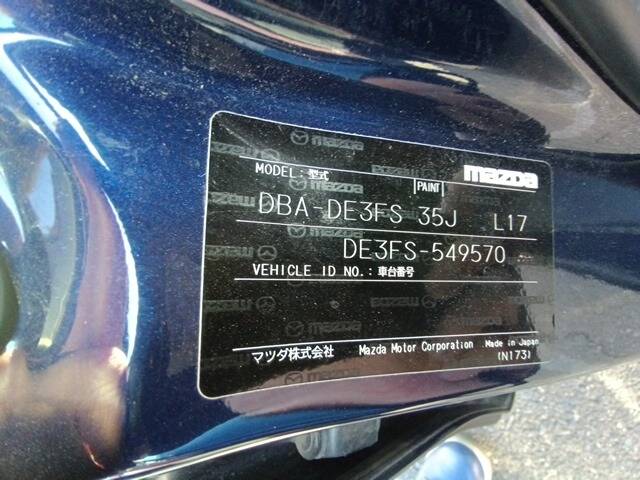 mazda
MODEL: 型式 PAINT
DBA-DE3FS 35J L17
DE3FS-549570
VEHICLE ID NO.: 車台番号
マツダ株式会社 Mazda Motor Corporation Made in Japan
(N173)